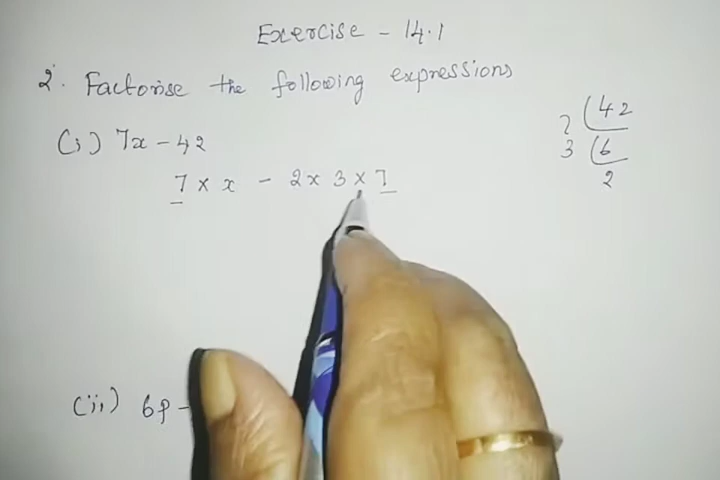 Exercise - 14.1
2. Factorise the following expressions
(i) 7x - 42
7 × x - 2 × 3 × 7
7 42
3 6
2
(ii) 6p -